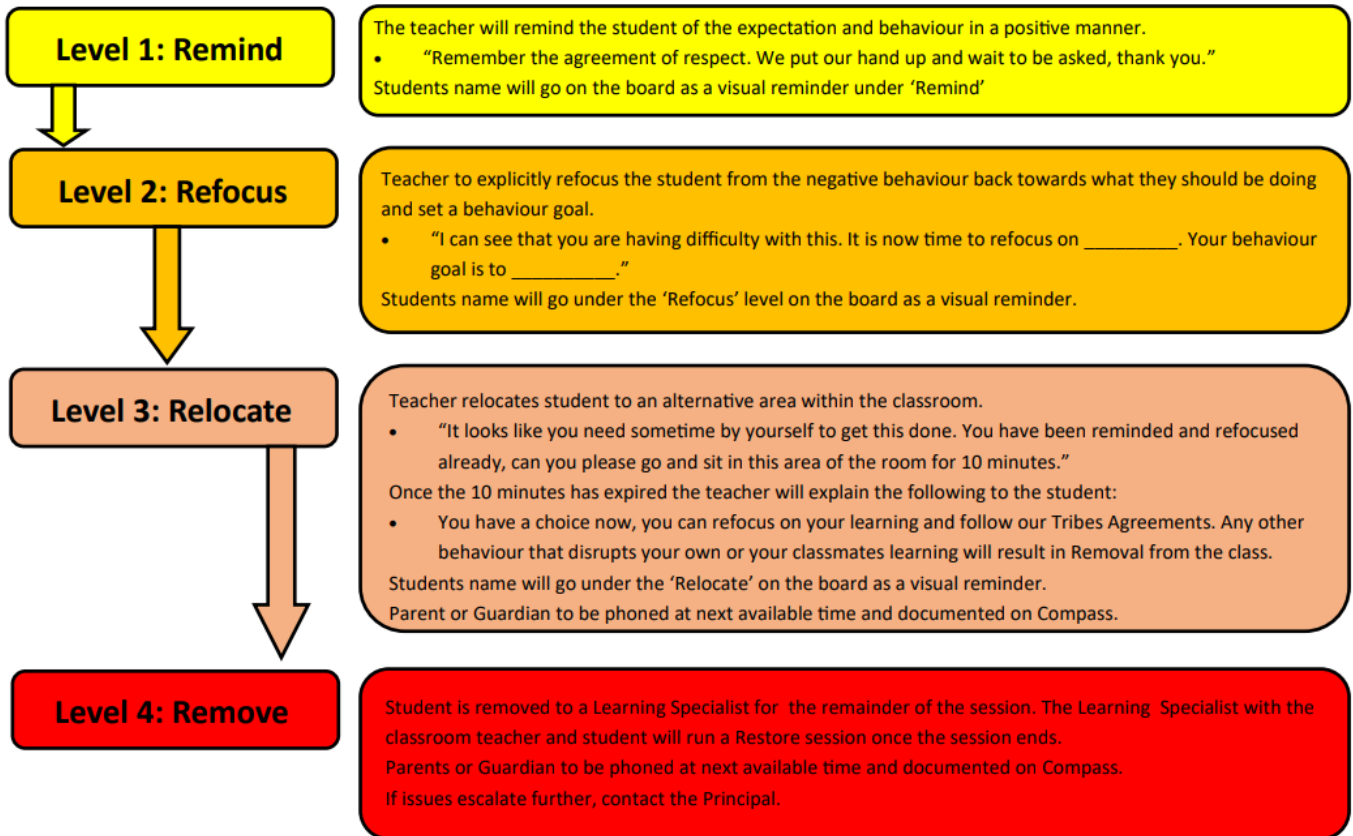 Level 1: Remind
The teacher will remind the student of the expectation and behaviour in a positive manner.
• “Remember the agreement of respect. We put our hand up and wait to be asked, thank you.”
Students name will go on the board as a visual reminder under ‘Remind’
Level 2: Refocus
Teacher to explicitly refocus the student from the negative behaviour back towards what they should be doing
and set a behaviour goal.
• “I can see that you are having difficulty with this. It is now time to refocus on _________. Your behaviour
goal is to __________.”
Students name will go under the ‘Refocus’ level on the board as a visual reminder.
Level 3: Relocate
Teacher relocates student to an alternative area within the classroom.
• “It looks like you need sometime by yourself to get this done. You have been reminded and refocused
already, can you please go and sit in this area of the room for 10 minutes.”
Once the 10 minutes has expired the teacher will explain the following to the student:
• You have a choice now, you can refocus on your learning and follow our Tribes Agreements. Any other
behaviour that disrupts your own or your classmates learning will result in Removal from the class.
Students name will go under the ‘Relocate’ on the board as a visual reminder.
Parent or Guardian to be phoned at next available time and documented on Compass.
Level 4: Remove
Student is removed to a Learning Specialist for the remainder of the session. The Learning Specialist with the
classroom teacher and student will run a Restore session once the session ends.
Parents or Guardian to be phoned at next available time and documented on Compass.
If issues escalate further, contact the Principal.